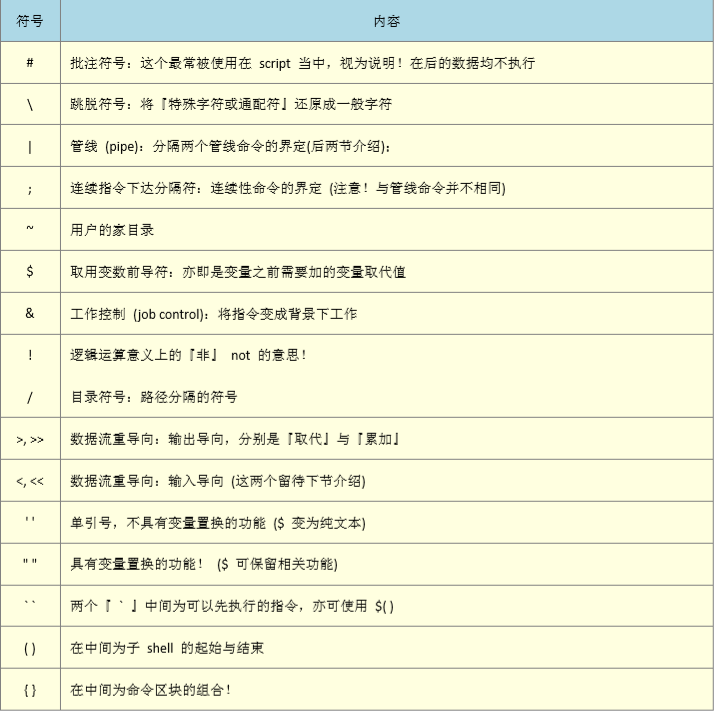 符号 内容
# 批注符号：这个最常被使用在 script 当中，视为说明！在后的数据均不执行
\ 跳脱符号：将『特殊字符或通配符』还原成一般字符
| 管线 (pipe)：分隔两个管线命令的界定(后两节介绍)；
; 连续指令下达分隔符：连续性命令的界定 (注意！与管线命令并不相同)
~ 用户的家目录
$ 取用变数前导符：亦即是变量之前需要加的变量取代值
& 工作控制 (job control)：将指令变成背景下工作
! 逻辑运算意义上的『非』 not 的意思！
/ 目录符号：路径分隔的符号
>, >> 数据流重导向：输出导向，分别是『取代』与『累加』
<, << 数据流重导向：输入导向 (这两个留待下节介绍)
' ' 单引号，不具有变量置换的功能 ($ 变为纯文本)
" " 具有变量置换的功能！ ($ 可保留相关功能)
` ` 两个『 ` 』中间为可以先执行的指令，亦可使用 $( )
( ) 在中间为子 shell 的起始与结束
{ } 在中间为命令区块的组合！